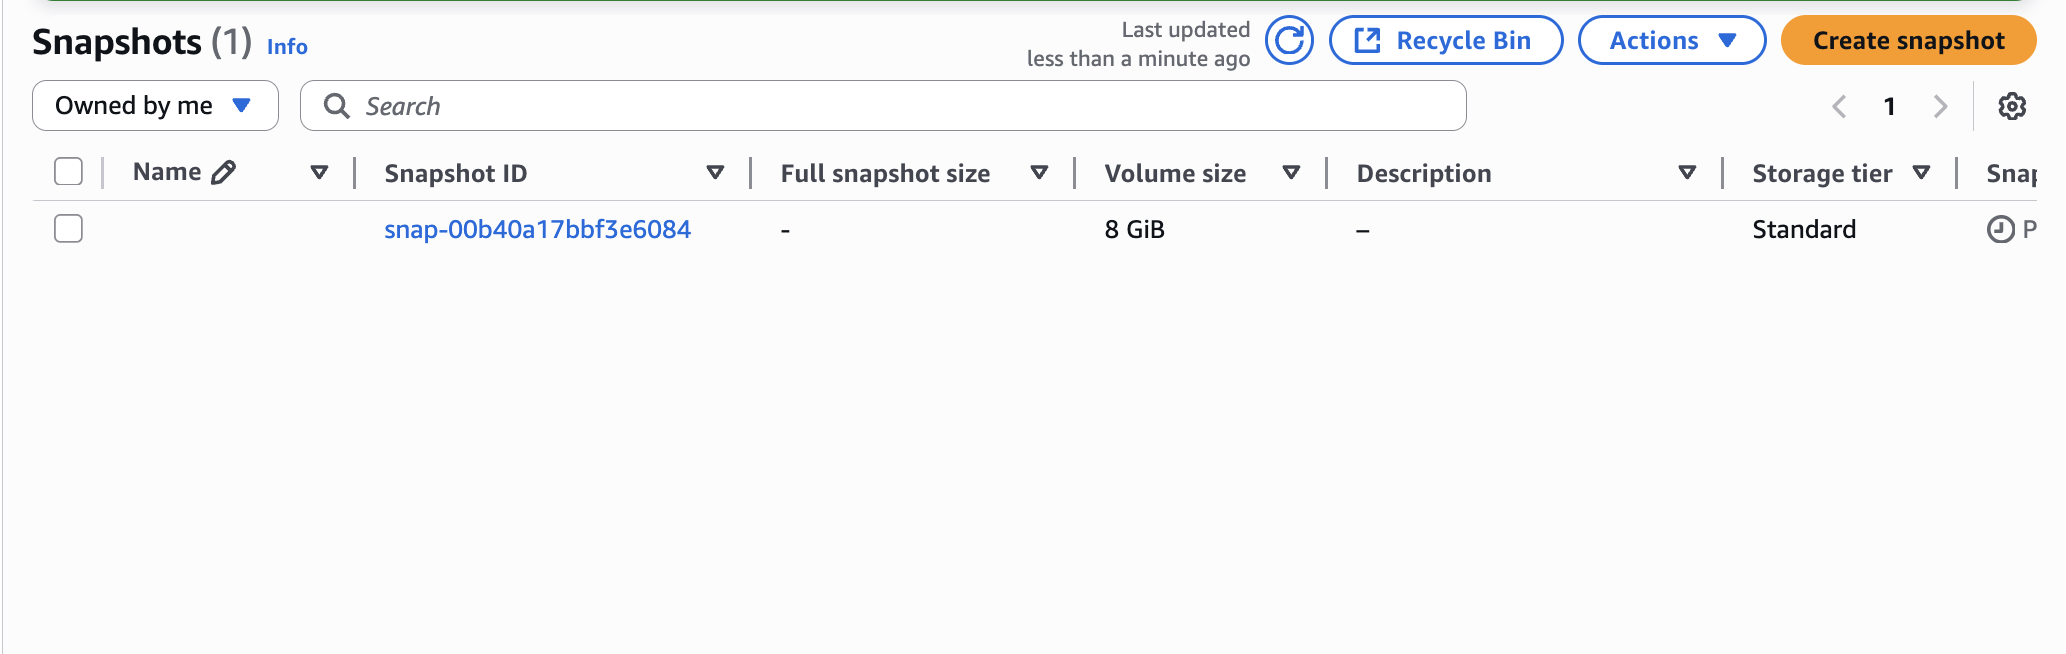 Snapshots (1) Info
Last updated
less than a minute ago
Recycle Bin
Actions
Create snapshot
Owned by me
Search
1
Name
Snapshot ID
Full snapshot size
Volume size
Description
Storage tier
Snap
snap-00b40a17bbf3e6084
-
8 GiB
–
Standard
P